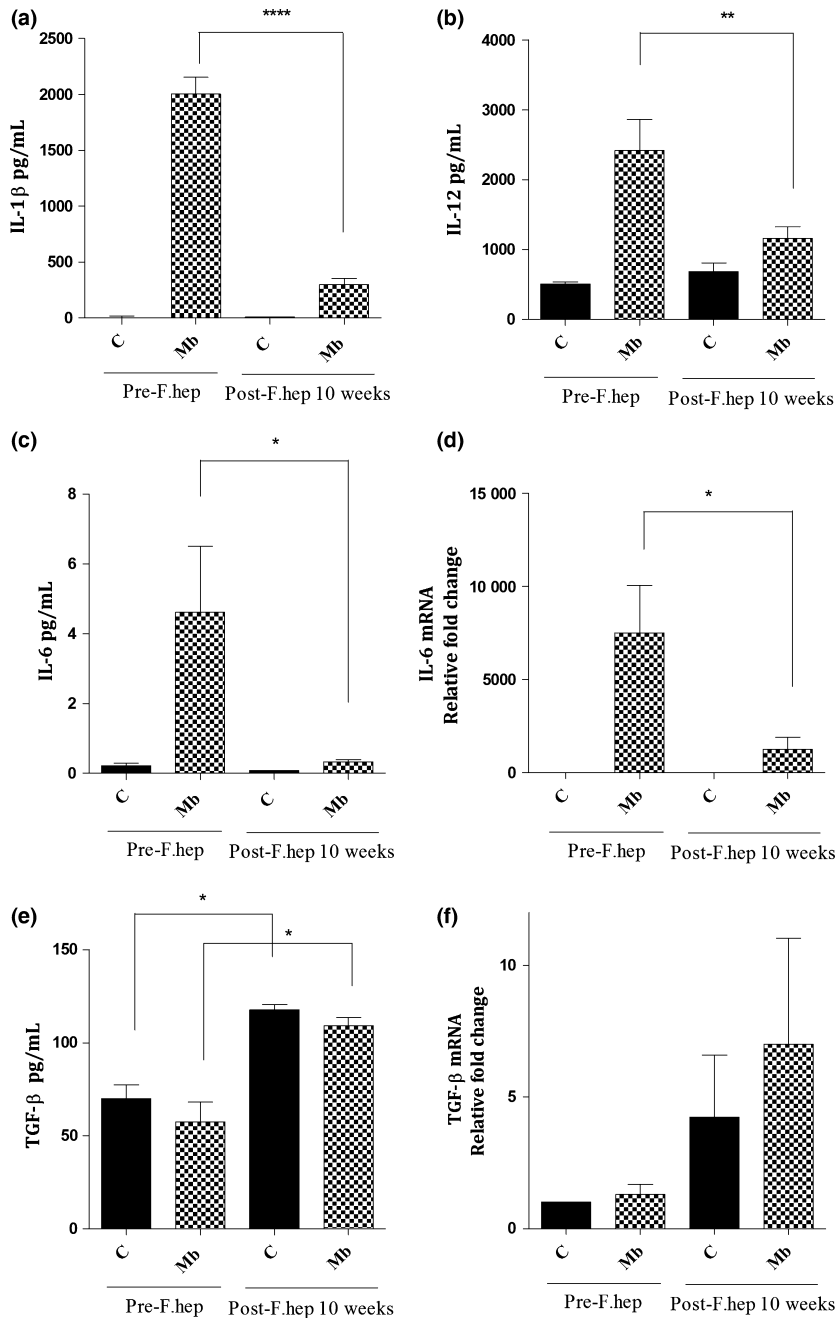 (a)
****
2500
2000
1500
1000
500
0
IL-1β pg/mL
C
Mb
C
Mb
Pre-F.hep
Post-F.hep 10 weeks
(b)
**
4000
3000
2000
1000
0
IL-12 pg/mL
C
Mb
C
Mb
Pre-F.hep
Post-F.hep 10 weeks
(c)
*
8
6
4
2
0
IL-6 pg/mL
C
Mb
C
Mb
Pre-F.hep
Post-F.hep 10 weeks
(d)
*
15 000
10 000
5000
0
IL-6 mRNA
Relative fold change
C
Mb
C
Mb
Pre-F.hep
Post-F.hep 10 weeks
(e)
*
*
150
100
50
0
TGF-β pg/mL
C
Mb
C
Mb
Pre-F.hep
Post-F.hep 10 weeks
(f)
10
5
0
TGF-β mRNA
Relative fold change
C
Mb
C
Mb
Pre-F.hep
Post-F.hep 10 weeks